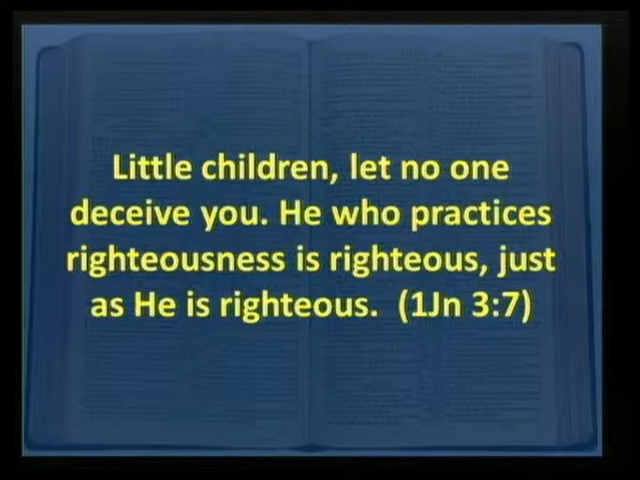 Little children, let no one
deceive you. He who practices
righteousness is righteous, just
as He is righteous.  (1Jn 3:7)